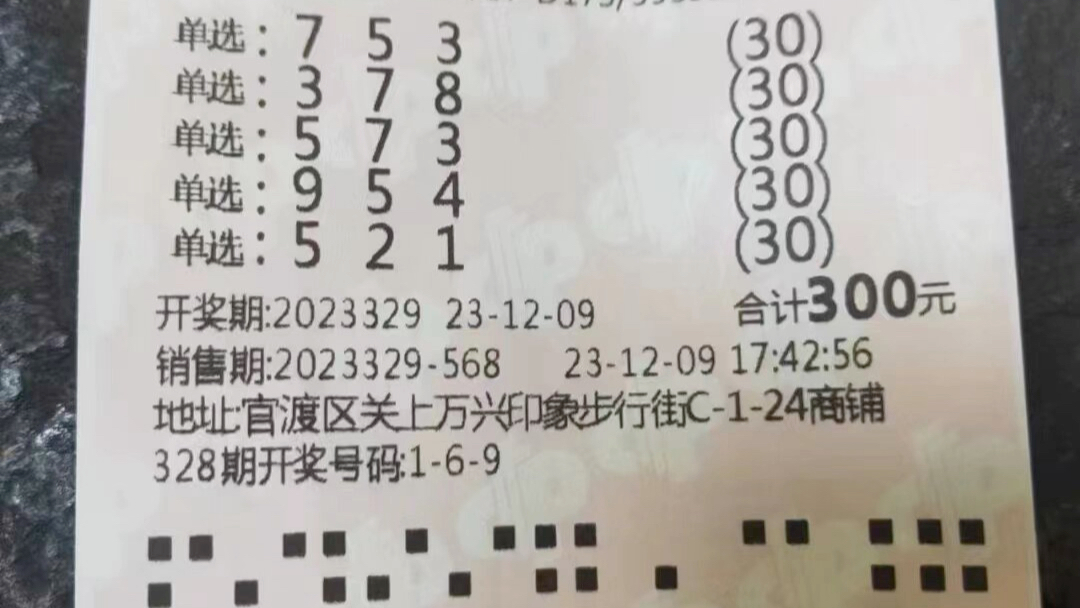 单选: 7 5 3 (30)
单选: 3 7 8 (30)
单选: 5 7 3 (30)
单选: 9 5 4 (30)
单选: 5 2 1 (30)
开奖期:2023329 23-12-09 合计300元
销售期:2023329-568 23-12-09 17:42:56
地址:官渡区关上万兴印象步行街C-1-24商铺
328期开奖号码:1-6-9